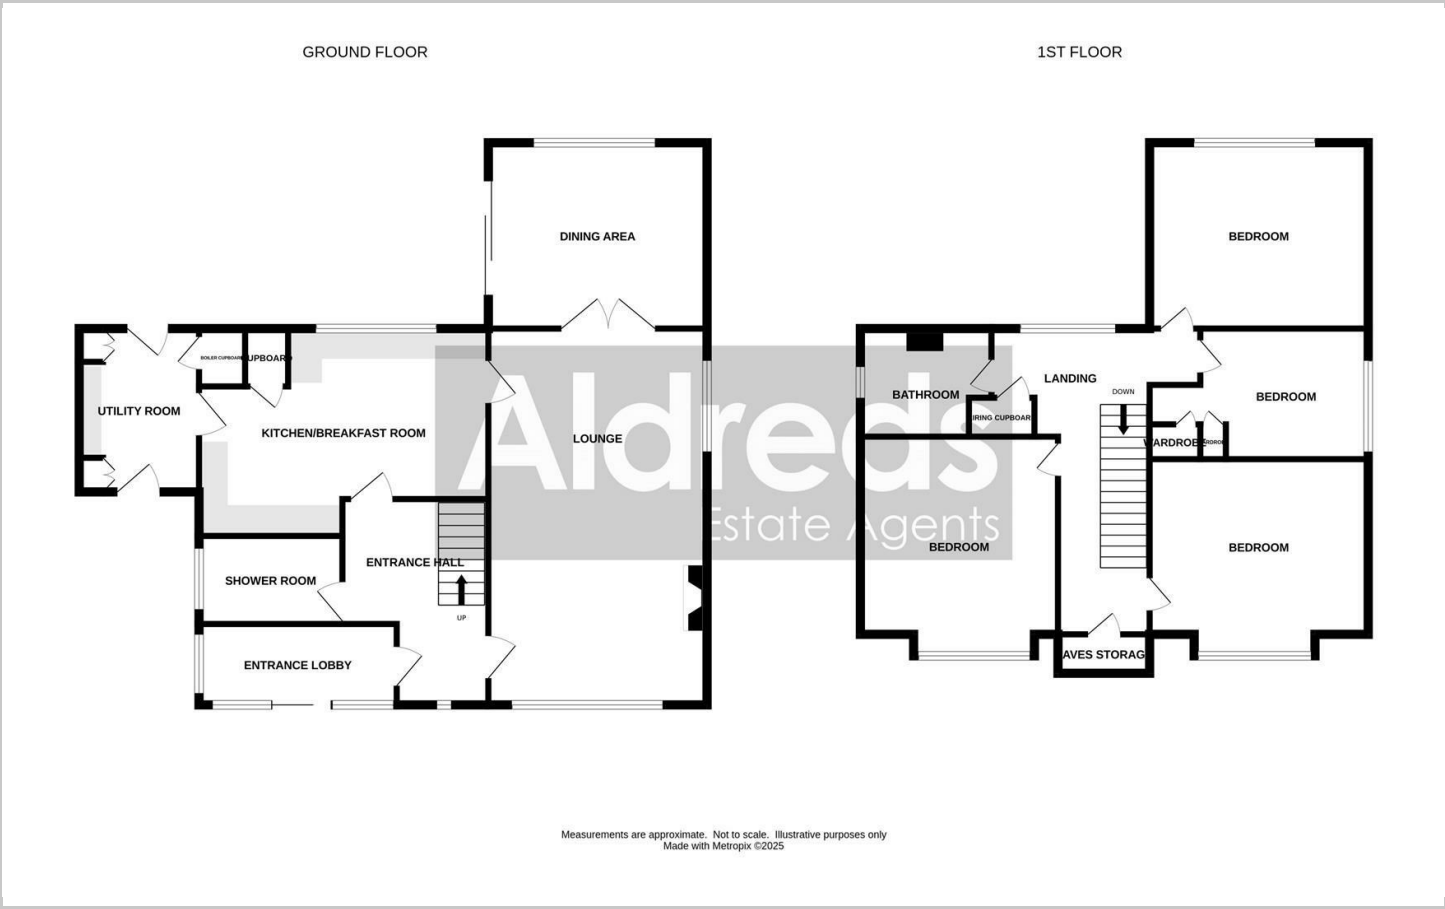 GROUND FLOOR
1ST FLOOR
DINING AREA
BEDROOM
BOILER CUPBOARD
UPBOAR
UTILITY ROOM
KITCHEN/BREAKFAST ROOM
LOUNGE
LANDING
DOWN
BATHROOM
BEDROOM
IRING CUPBOAR
WARDROBE
Aldreds
Estate Agents
BEDROOM
BEDROOM
ENTRANCE HALL
SHOWER ROOM
UP
ENTRANCE LOBBY
AVES STORAG
Measurements are approximate. Not to scale. Illustrative purposes only
Made with Metropix ©2025